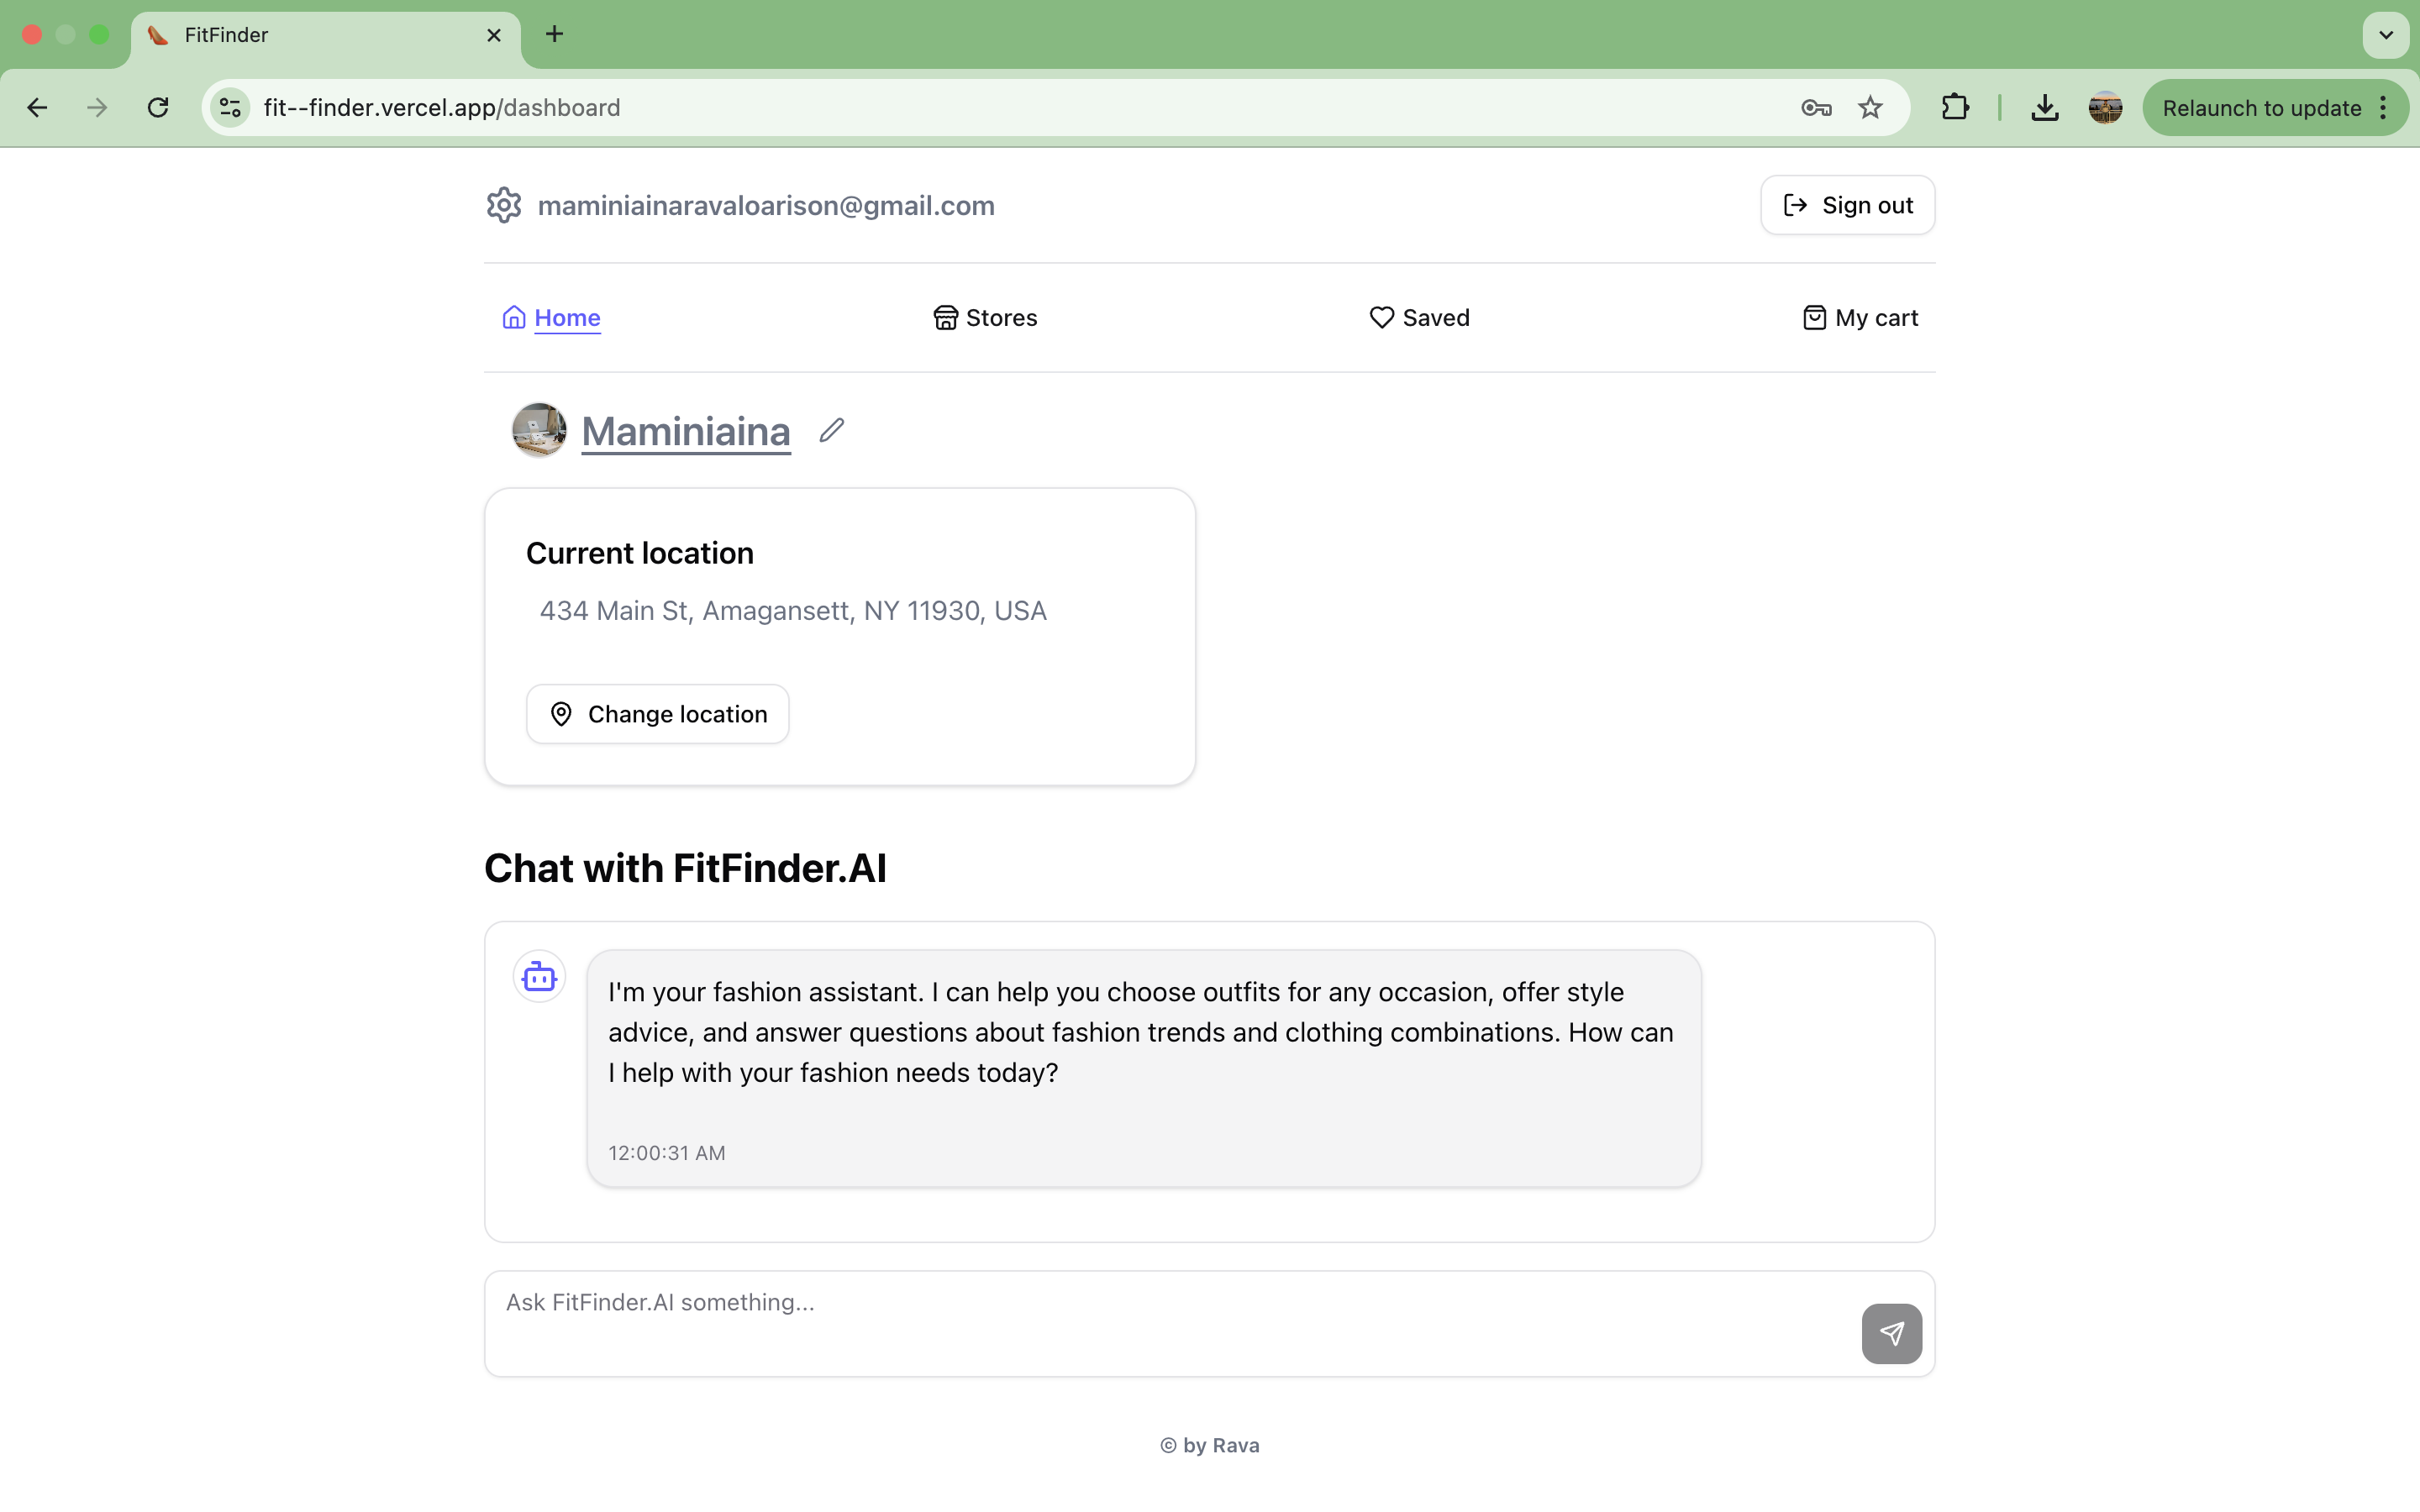 FitFinder
fit--finder.vercel.app/dashboard
Relaunch to update
maminiainaravaloarison@gmail.com
Sign out
Home
Stores
Saved
My cart
Maminiaina
Current location
434 Main St, Amagansett, NY 11930, USA
Change location
Chat with FitFinder.AI
I'm your fashion assistant. I can help you choose outfits for any occasion, offer style
advice, and answer questions about fashion trends and clothing combinations. How can
I help with your fashion needs today?
12:00:31 AM
Ask FitFinder.AI something...
© by Rava